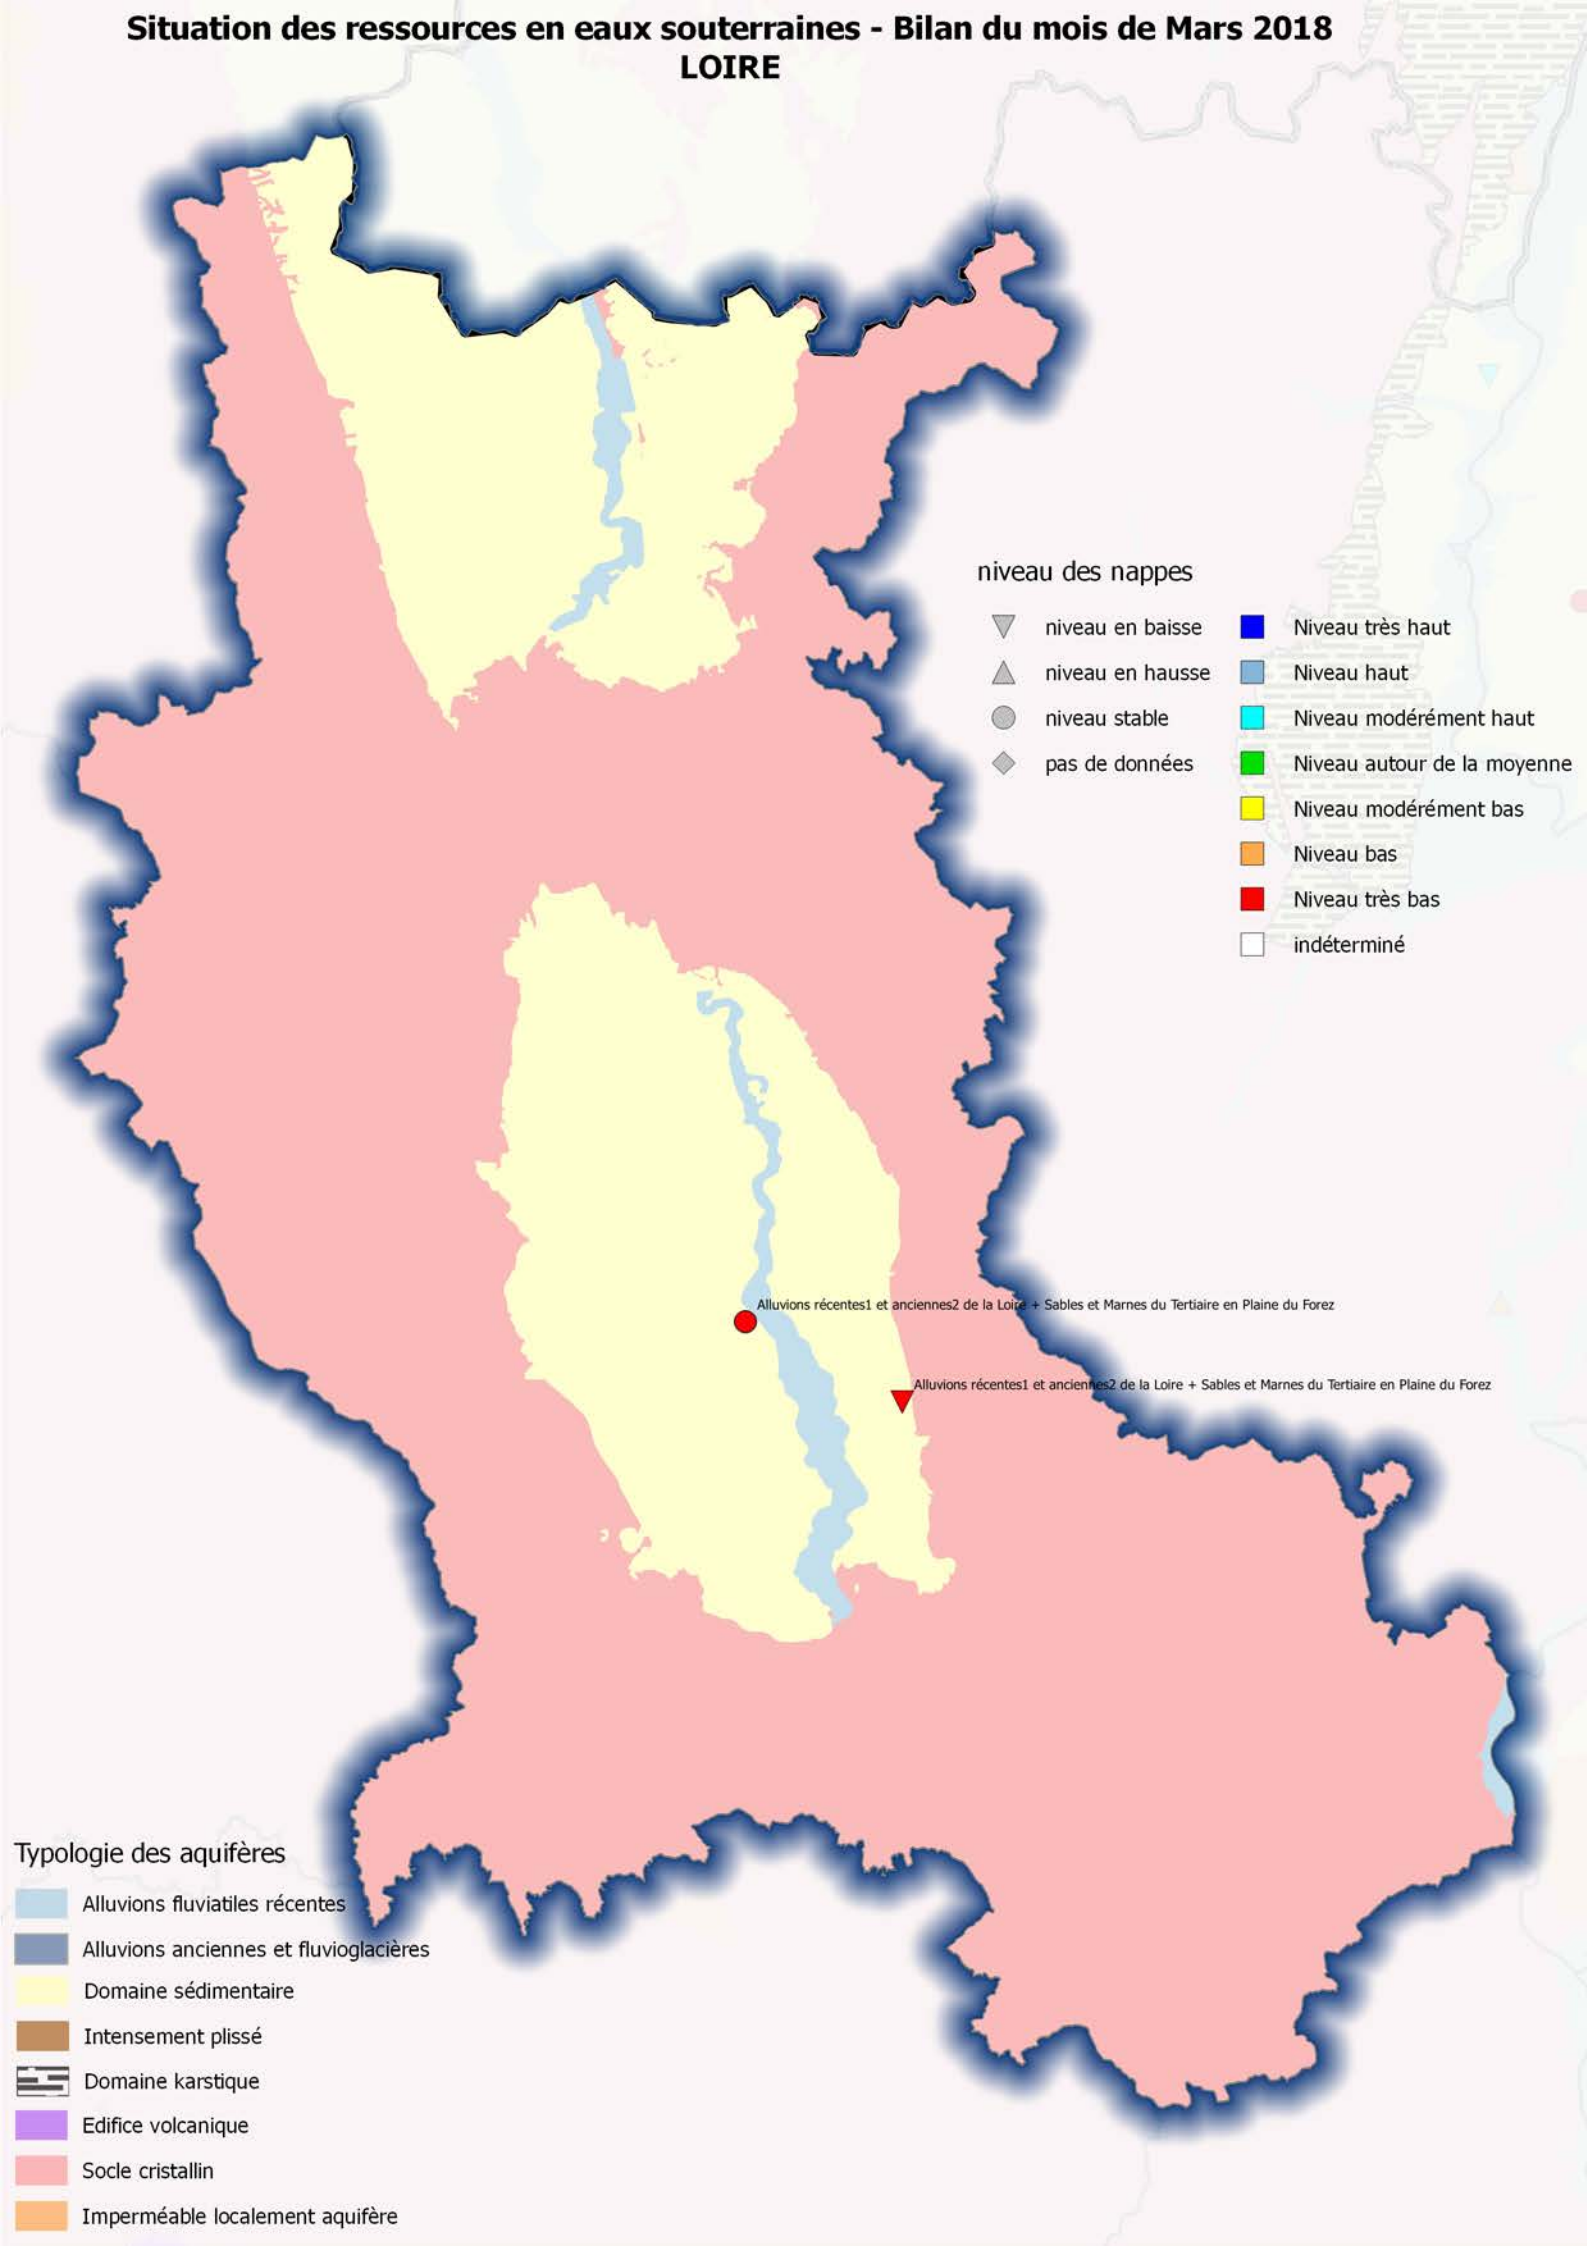 Situation des ressources en eaux souterraines - Bilan du mois de Mars 2018
LOIRE
niveau des nappes
niveau en baisse
niveau en hausse
niveau stable
pas de données
Niveau très haut
Niveau haut
Niveau modérément haut
Niveau autour de la moyenne
Niveau modérément bas
Niveau bas
Niveau très bas
indéterminé
Alluvions récentes1 et anciennes2 de la Loire + Sables et Marnes du Tertiaire en Plaine du Forez
Alluvions récentes1 et anciennes2 de la Loire + Sables et Marnes du Tertiaire en Plaine du Forez
Typologie des aquifères
Alluvions fluviatiles récentes
Alluvions anciennes et fluvioglacières
Domaine sédimentaire
Intensement plissé
Domaine karstique
Edifice volcanique
Socle cristallin
Imperméable localement aquifère